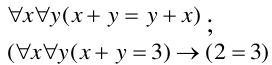 ∀x∀y(x + y = y + x) ;
(∀x∀y(x + y = 3) → (2 = 3)